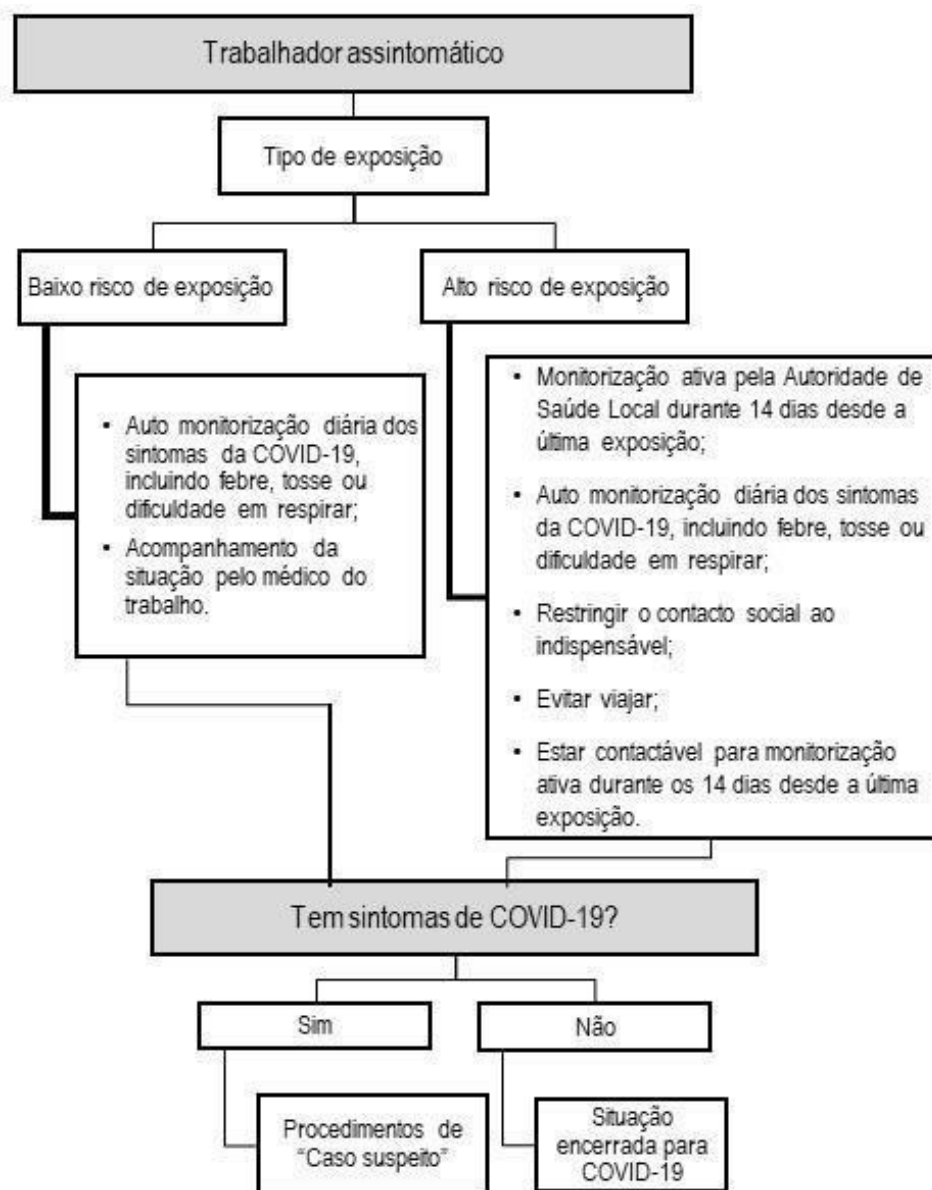 Trabalhador assintomático
Tipo de exposição
Baixo risco de exposição
Alto risco de exposição
• Auto monitorização diária dos
sintomas da COVID-19,
incluindo febre, tosse ou
dificuldade em respirar;
• Acompanhamento da
situação pelo médico do
trabalho.
• Monitorização ativa pela Autoridade de
Saúde Local durante 14 dias desde a
última exposição;
• Auto monitorização diária dos sintomas
da COVID-19, incluindo febre, tosse ou
dificuldade em respirar;
• Restringir o contacto social ao
indispensável;
• Evitar viajar;
• Estar contactável para monitorização
ativa durante os 14 dias desde a última
exposição.
Tem sintomas de COVID-19?
Sim
Não
Procedimentos de
“Caso suspeito”
Situação
encerrada para
COVID-19